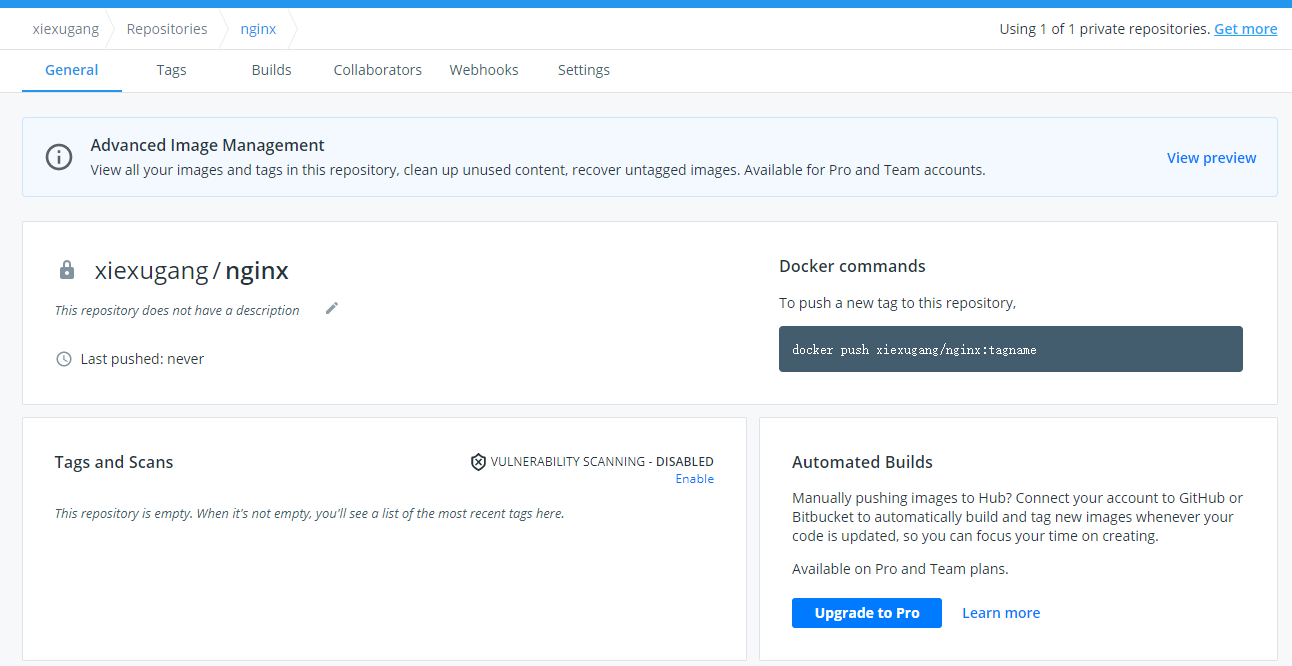 xiexugang Repositories nginx Using 1 of 1 private repositories. Get more
General Tags Builds Collaborators Webhooks Settings
Advanced Image Management
View all your images and tags in this repository, clean up unused content, recover untagged images. Available for Pro and Team accounts.
View preview
xiexugang / nginx
This repository does not have a description
Last pushed: never
Docker commands
To push a new tag to this repository,
docker push xiexugang/nginx:tagname
Tags and Scans
VULNERABILITY SCANNING - DISABLED
Enable
This repository is empty. When it's not empty, you'll see a list of the most recent tags here.
Automated Builds
Manually pushing images to Hub? Connect your account to GitHub or
Bitbucket to automatically build and tag new images whenever your
code is updated, so you can focus your time on creating.
Available on Pro and Team plans.
Upgrade to Pro Learn more